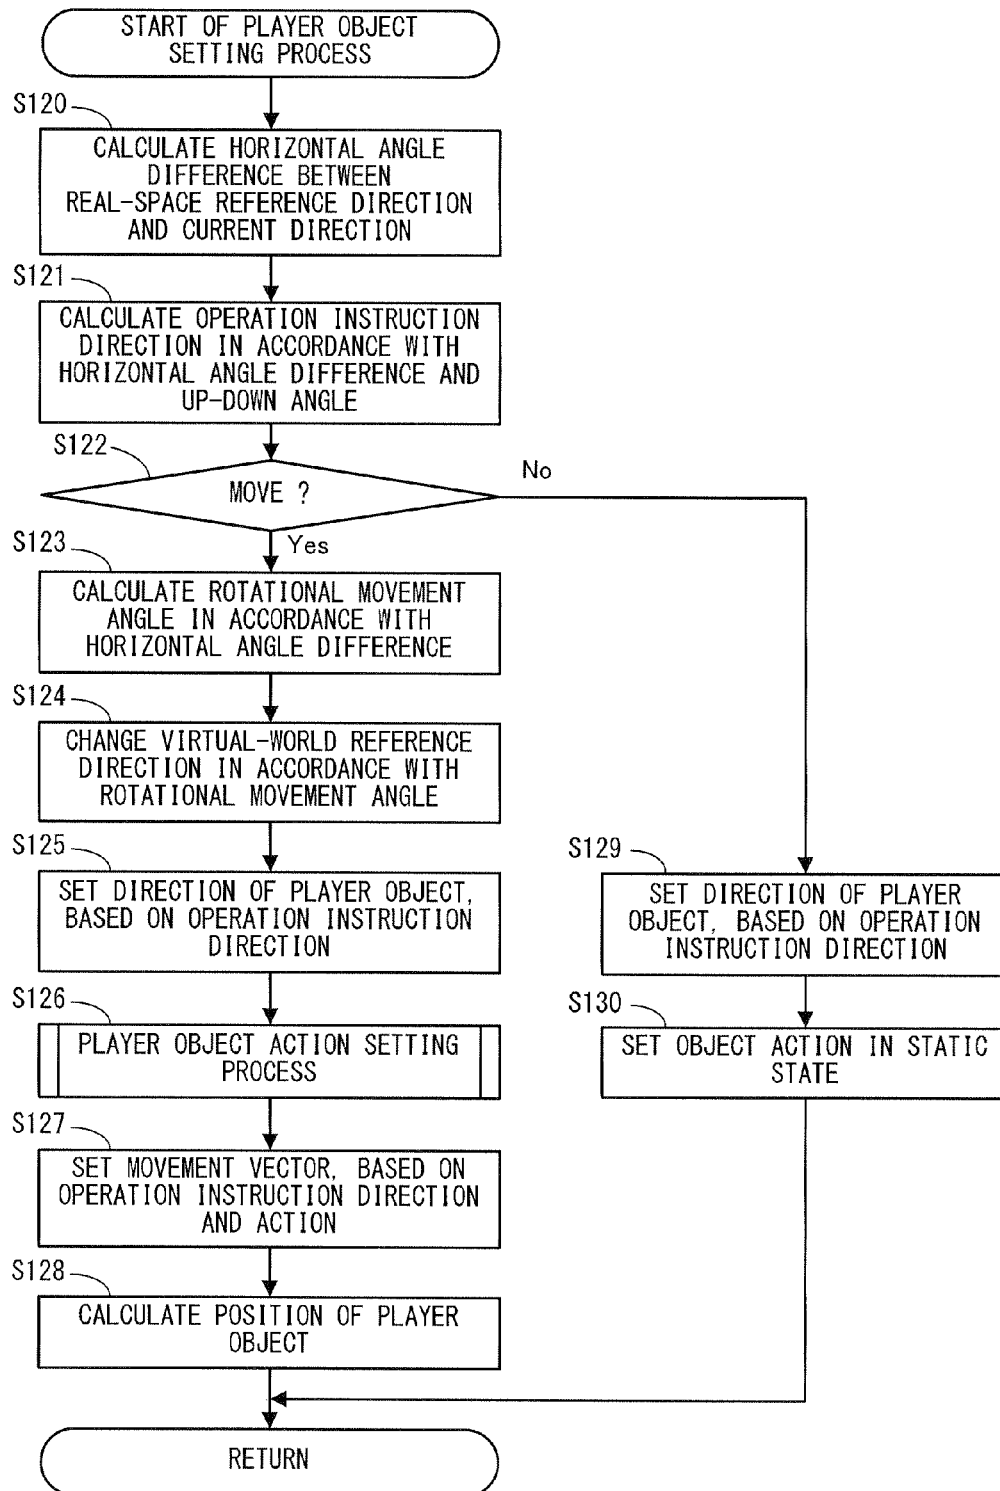 START OF PLAYER OBJECT
SETTING PROCESS
S120
CALCULATE HORIZONTAL ANGLE
DIFFERENCE BETWEEN
REAL-SPACE REFERENCE DIRECTION
AND CURRENT DIRECTION
S121
CALCULATE OPERATION INSTRUCTION
DIRECTION IN ACCORDANCE WITH
HORIZONTAL ANGLE DIFFERENCE AND
UP-DOWN ANGLE
S122
MOVE ?
No
Yes
S123
CALCULATE ROTATIONAL MOVEMENT
ANGLE IN ACCORDANCE WITH
HORIZONTAL ANGLE DIFFERENCE
S124
CHANGE VIRTUAL-WORLD REFERENCE
DIRECTION IN ACCORDANCE WITH
ROTATIONAL MOVEMENT ANGLE
S125
SET DIRECTION OF PLAYER OBJECT,
BASED ON OPERATION INSTRUCTION
DIRECTION
S126
PLAYER OBJECT ACTION SETTING
PROCESS
S127
SET MOVEMENT VECTOR, BASED ON
OPERATION INSTRUCTION DIRECTION
AND ACTION
S128
CALCULATE POSITION OF PLAYER
OBJECT
S129
SET DIRECTION OF PLAYER
OBJECT, BASED ON OPERATION
INSTRUCTION DIRECTION
S130
SET OBJECT ACTION IN STATIC
STATE
RETURN